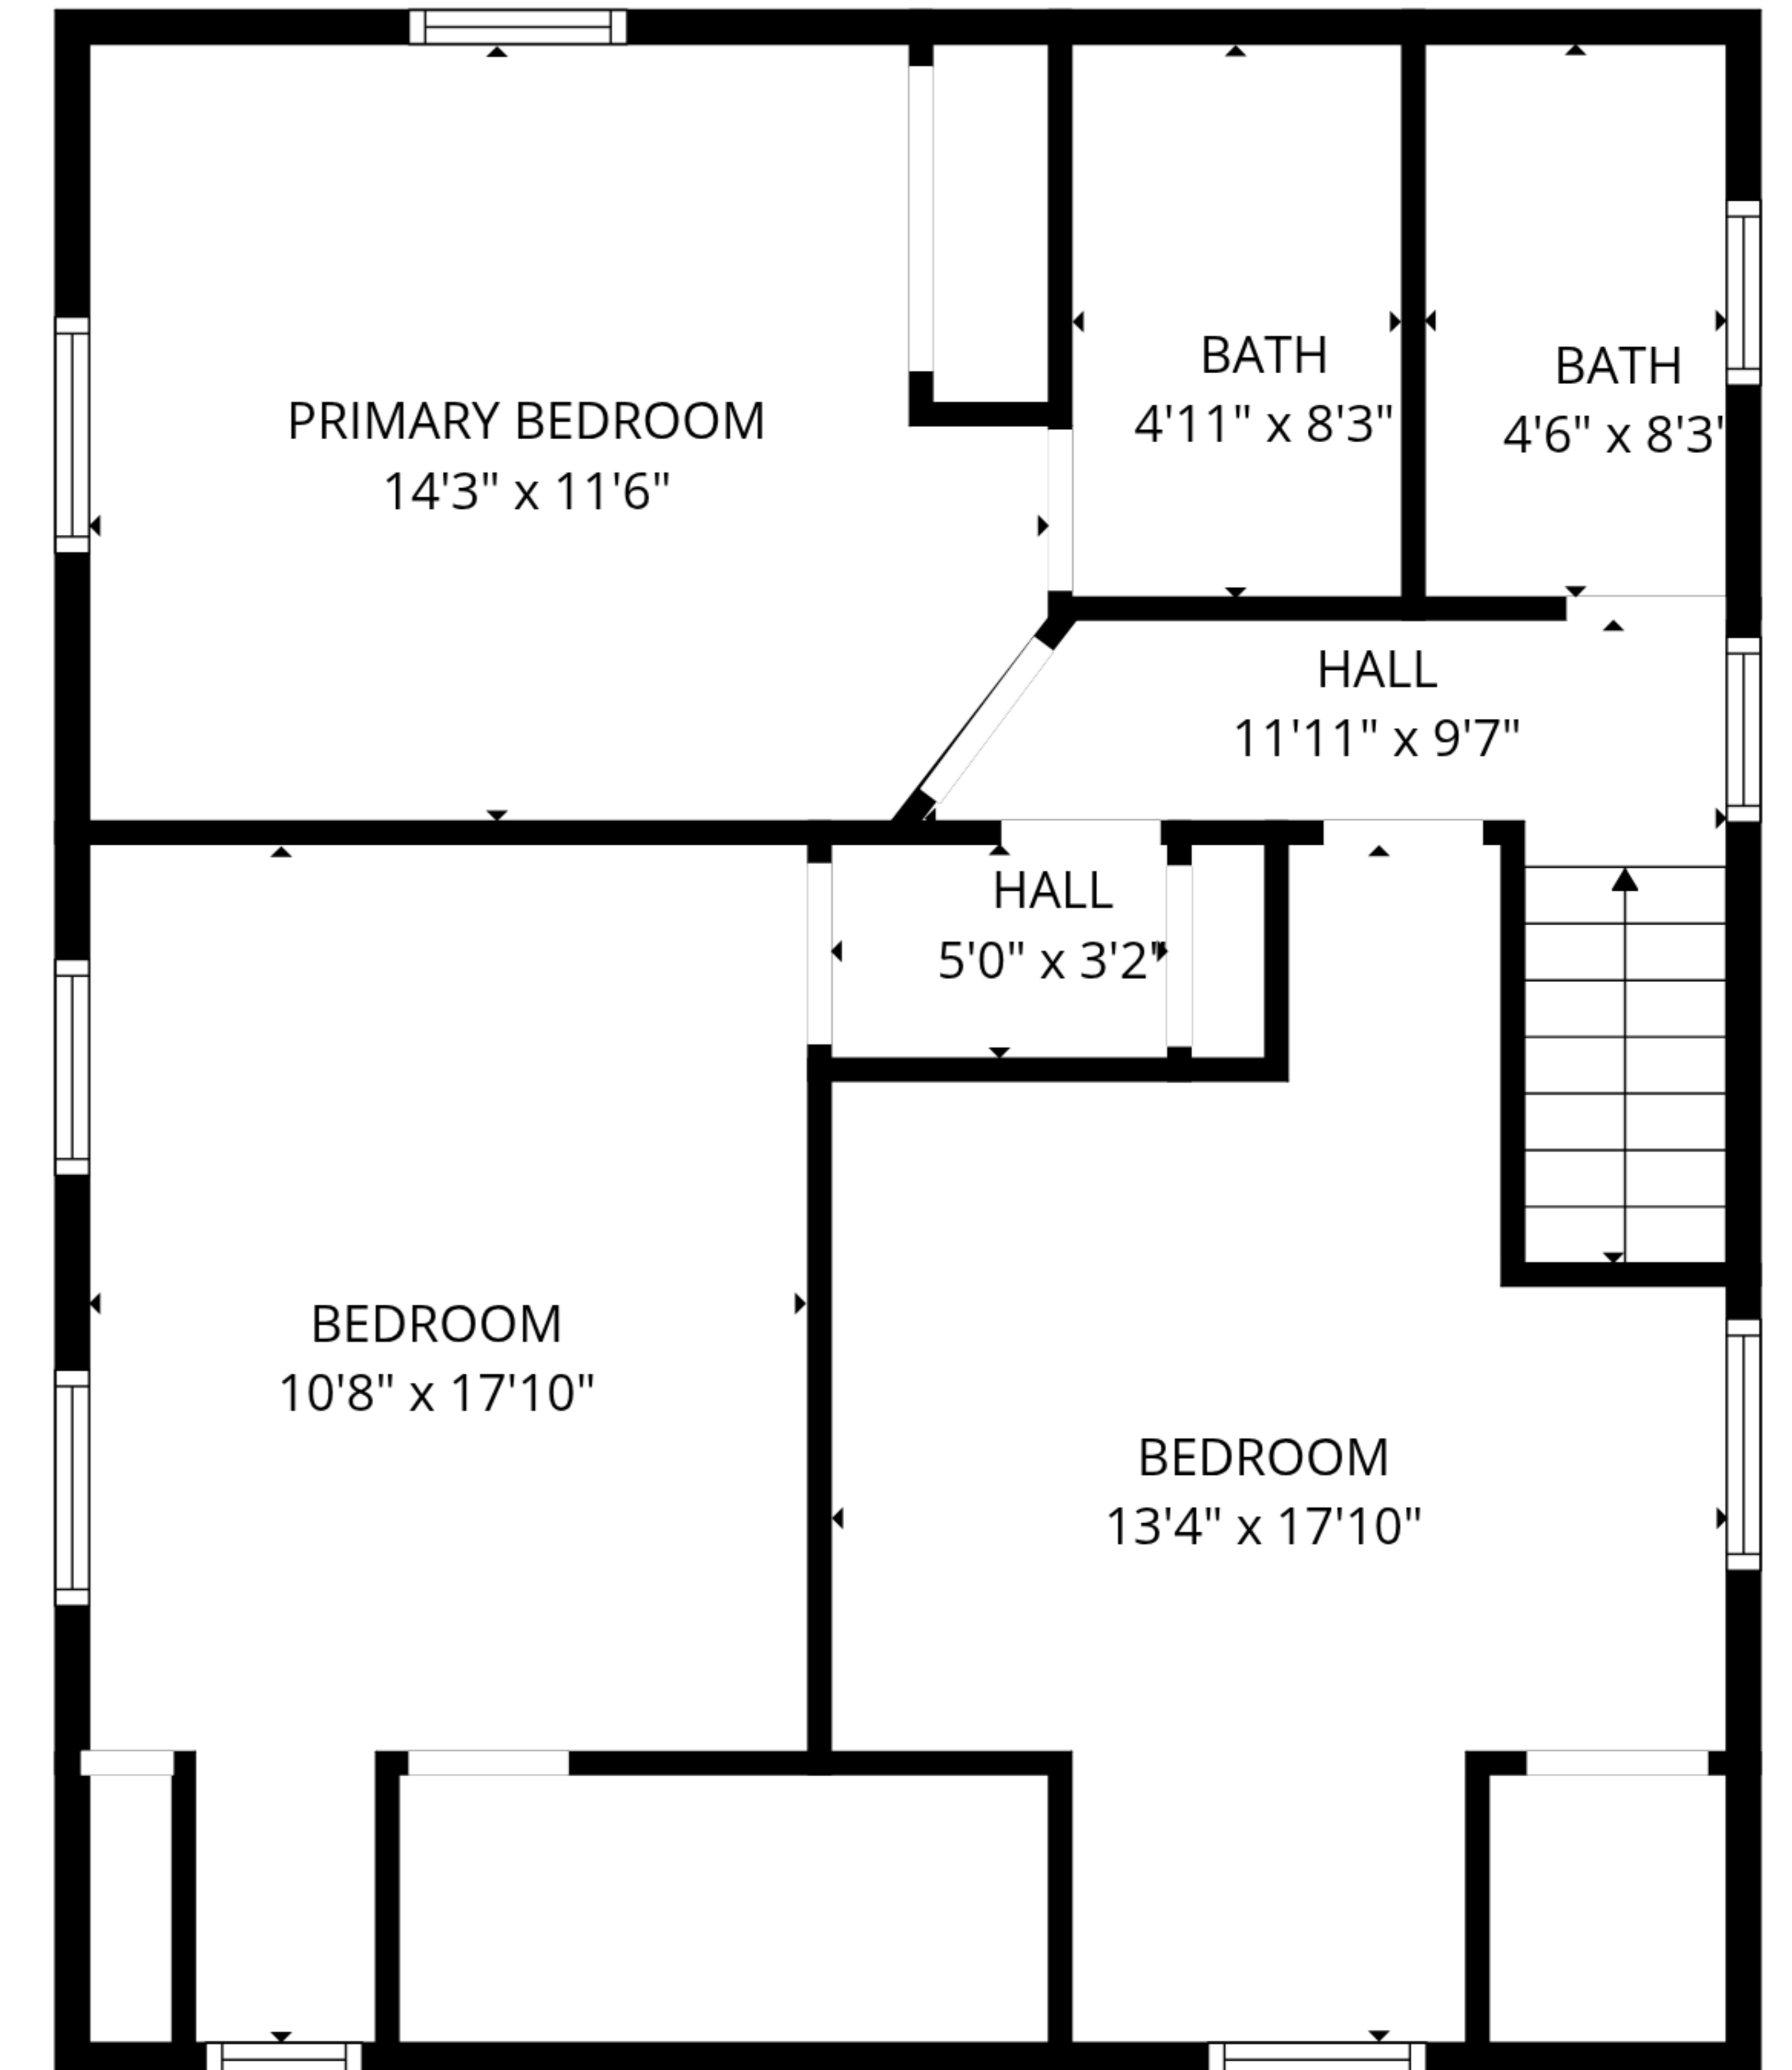 PRIMARY BEDROOM
14'3" x 11'6"
BATH
4'11" x 8'3"
BATH
4'6" x 8'3'
HALL
11'11" x 9'7"
HALL
5'0" x 3'2"
BEDROOM
10'8" x 17'10"
BEDROOM
13'4" x 17'10"